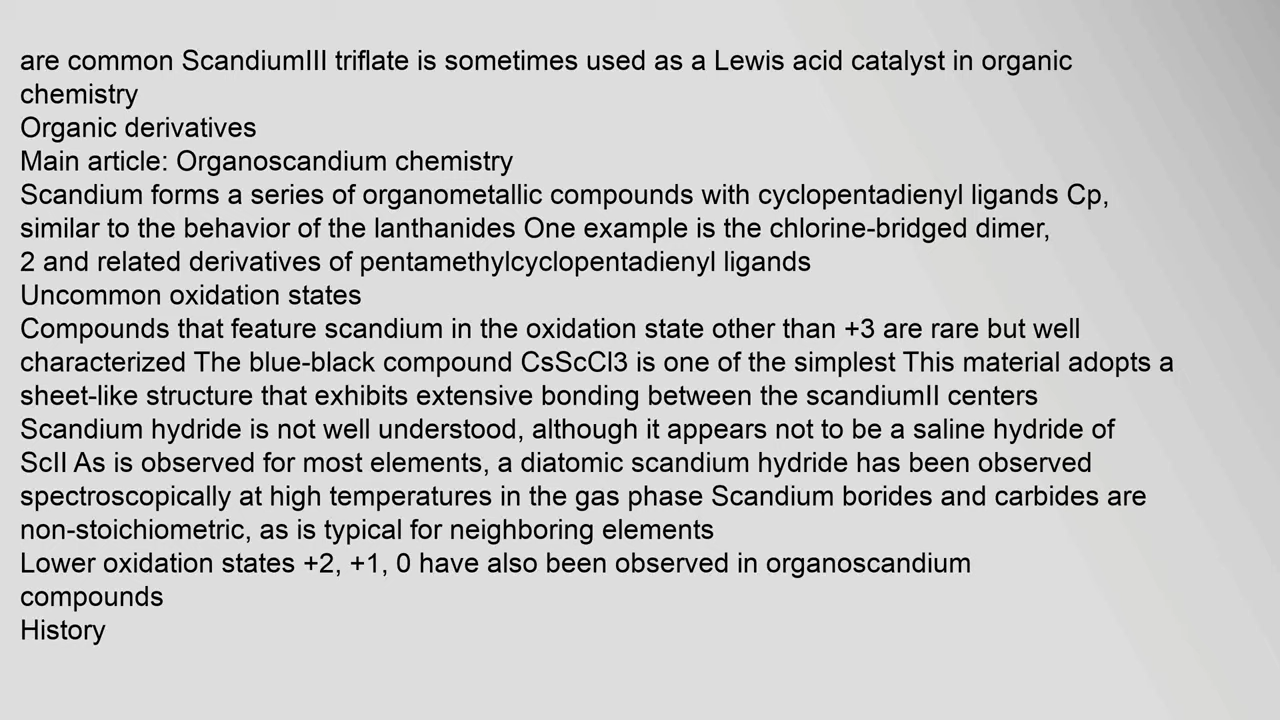 are common ScandiumIII triflate is sometimes used as a Lewis acid catalyst in organic
chemistry
Organic derivatives
Main article: Organoscandium chemistry
Scandium forms a series of organometallic compounds with cyclopentadienyl ligands Cp,
similar to the behavior of the lanthanides One example is the chlorine-bridged dimer,
2 and related derivatives of pentamethylcyclopentadienyl ligands
Uncommon oxidation states
Compounds that feature scandium in the oxidation state other than +3 are rare but well
characterized The blue-black compound CsScCl3 is one of the simplest This material adopts a
sheet-like structure that exhibits extensive bonding between the scandiumII centers
Scandium hydride is not well understood, although it appears not to be a saline hydride of
ScII As is observed for most elements, a diatomic scandium hydride has been observed
spectroscopically at high temperatures in the gas phase Scandium borides and carbides are
non-stoichiometric, as is typical for neighboring elements
Lower oxidation states +2, +1, 0 have also been observed in organoscandium
compounds
History